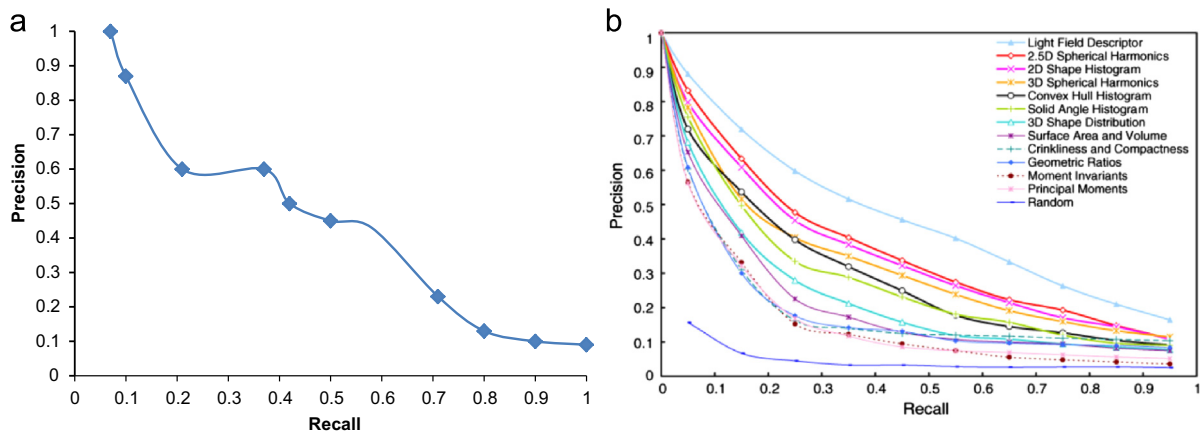 a
1
0.9
0.8
0.7
0.6
0.5
0.4
0.3
0.2
0.1
0
Precision
0 0.1 0.2 0.3 0.4 0.5 0.6 0.7 0.8 0.9 1
Recall
b
1
0.9
0.8
0.7
0.6
0.5
0.4
0.3
0.2
0.1
0
Precision
Light Field Descriptor
2.5D Spherical Harmonics
2D Shape Histogram
3D Spherical Harmonics
Convex Hull Histogram
Solid Angle Histogram
3D Shape Distribution
Surface Area and Volume
Crinkliness and Compactness
Geometric Ratios
Moment Invariants
Principal Moments
Random
0 0.1 0.2 0.3 0.4 0.5 0.6 0.7 0.8 0.9 1
Recall